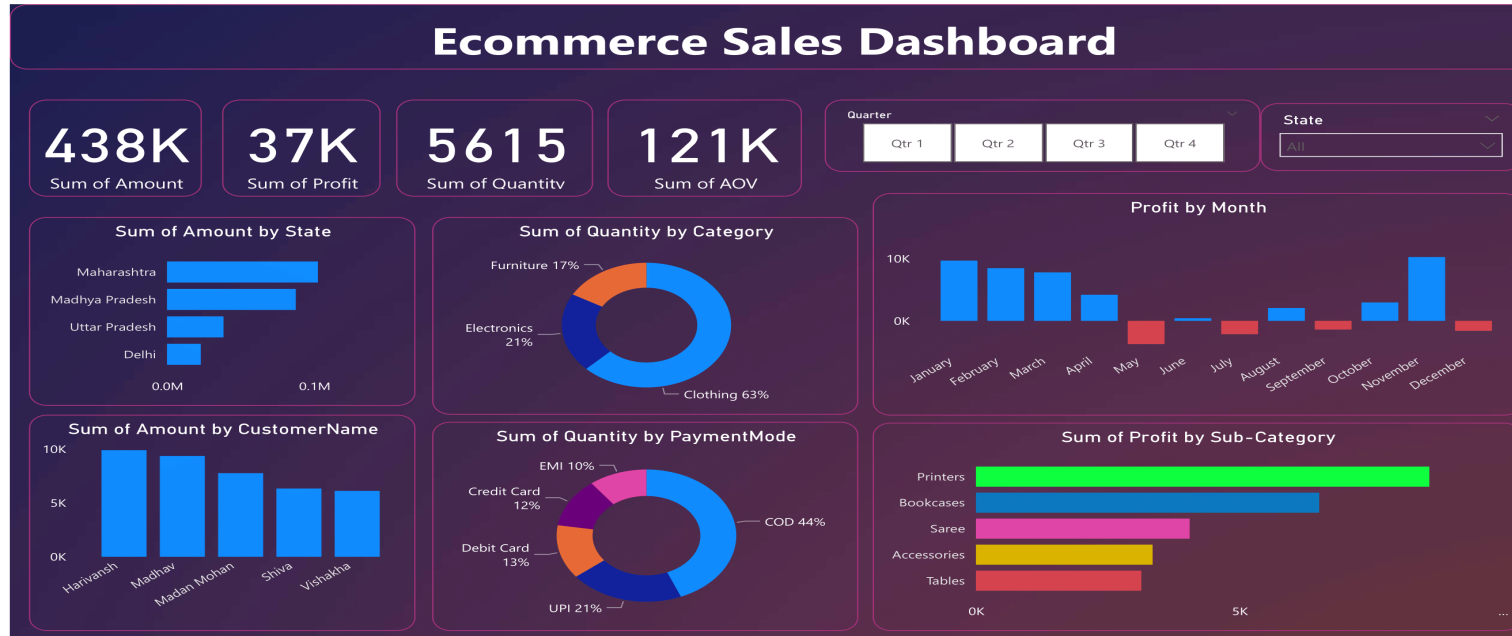 Ecommerce Sales Dashboard
438K
Sum of Amount
37K
Sum of Profit
5615
Sum of Quantity
121K
Sum of AOV
Quarter
Qtr 1
Qtr 2
Qtr 3
Qtr 4
State
All
Sum of Amount by State
Maharashtra
Madhya Pradesh
Uttar Pradesh
Delhi
0.0M
0.1M
Sum of Quantity by Category
Furniture 17%
Electronics
21%
Clothing 63%
Profit by Month
10K
0K
January
February
March
April
May
June
July
August
September
October
November
December
Sum of Amount by CustomerName
10K
5K
0K
Harivansh
Madhav
Madan Mohan
Shiva
Vishakha
Sum of Quantity by PaymentMode
EMI 10%
Credit Card
12%
Debit Card
13%
UPI 21%
COD 44%
Sum of Profit by Sub-Category
Printers
Bookcases
Saree
Accessories
Tables
0K
5K
...